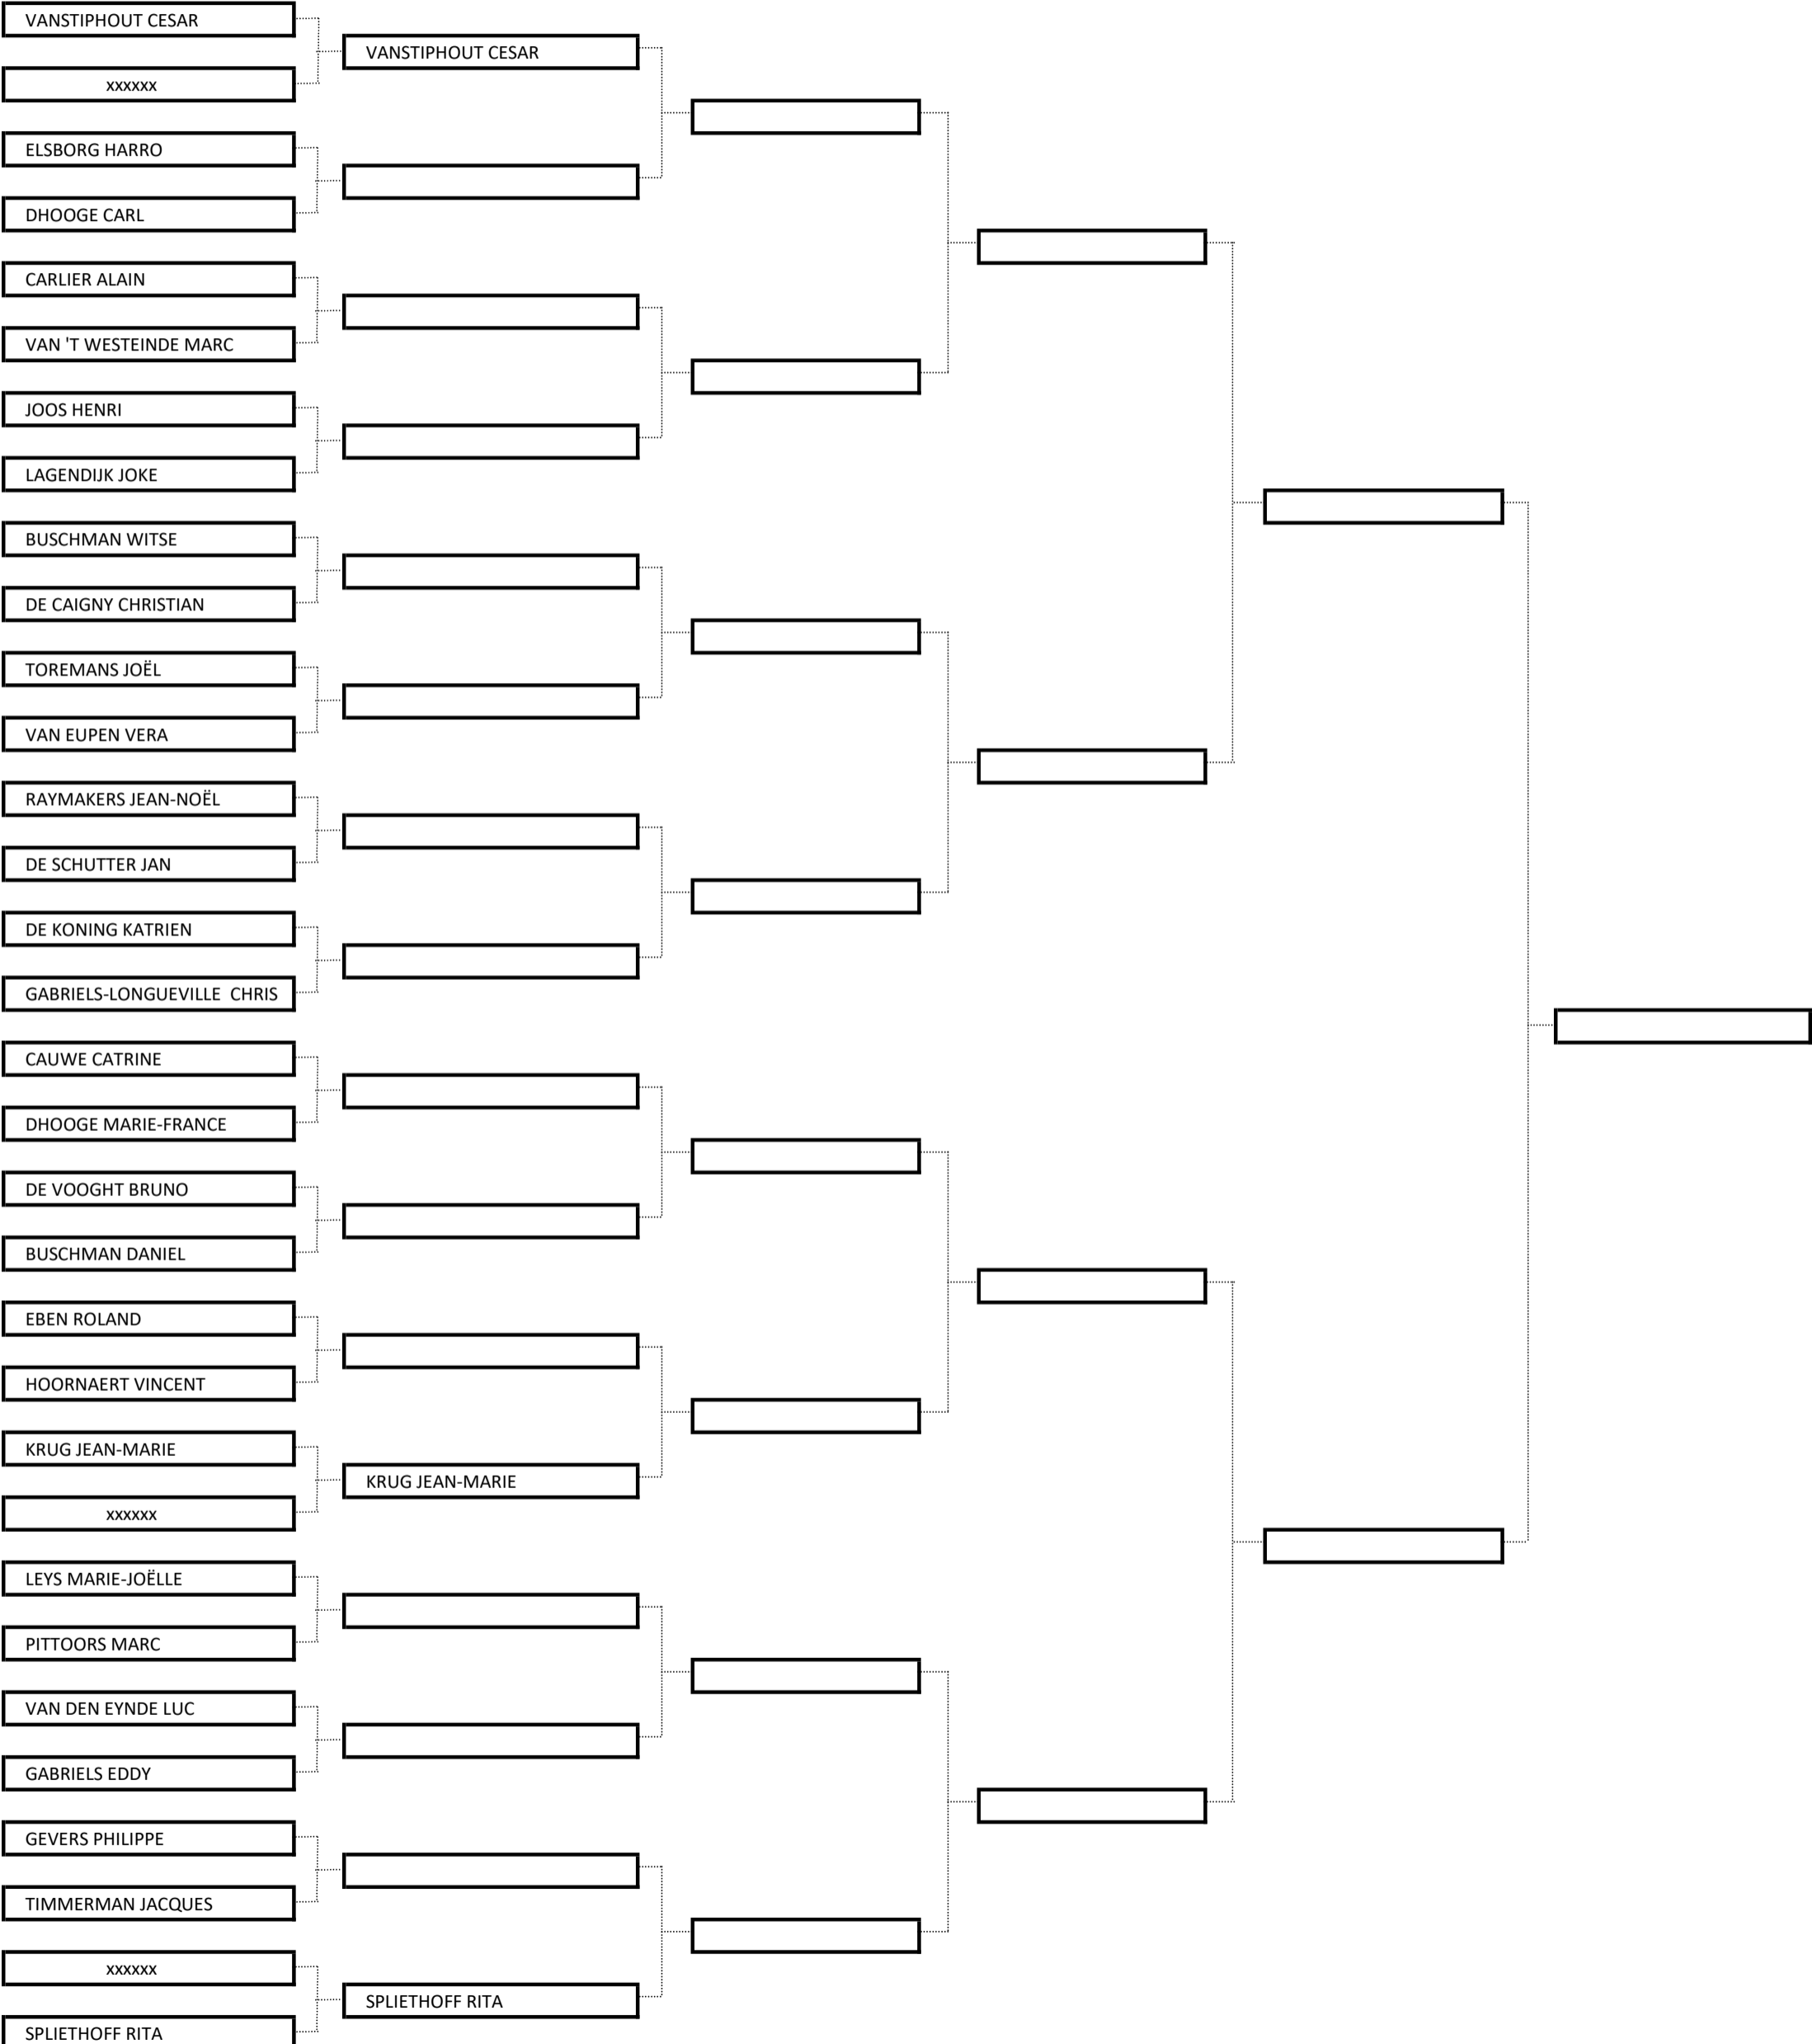 VANSTIPHOUT CESAR
VANSTIPHOUT CESAR
xxxxxx
ELSBORG HARRO
DHOOGE CARL
CARLIER ALAIN
VAN 'T WESTEINDE MARC
JOOS HENRI
LAGENDIJK JOKE
BUSCHMAN WITSE
DE CAIGNY CHRISTIAN
TOREMANS JOËL
VAN EUPEN VERA
RAYMAKERS JEAN-NOËL
DE SCHUTTER JAN
DE KONING KATRIEN
GABRIELS-LONGUEVILLE  CHRIS
CAUWE CATRINE
DHOOGE MARIE-FRANCE
DE VOOGHT BRUNO
BUSCHMAN DANIEL
EBEN ROLAND
HOORNAERT VINCENT
KRUG JEAN-MARIE
KRUG JEAN-MARIE
xxxxxx
LEYS MARIE-JOËLLE
PITTOORS MARC
VAN DEN EYNDE LUC
GABRIELS EDDY
GEVERS PHILIPPE
TIMMERMAN JACQUES
xxxxxx
SPLIETHOFF RITA
SPLIETHOFF RITA